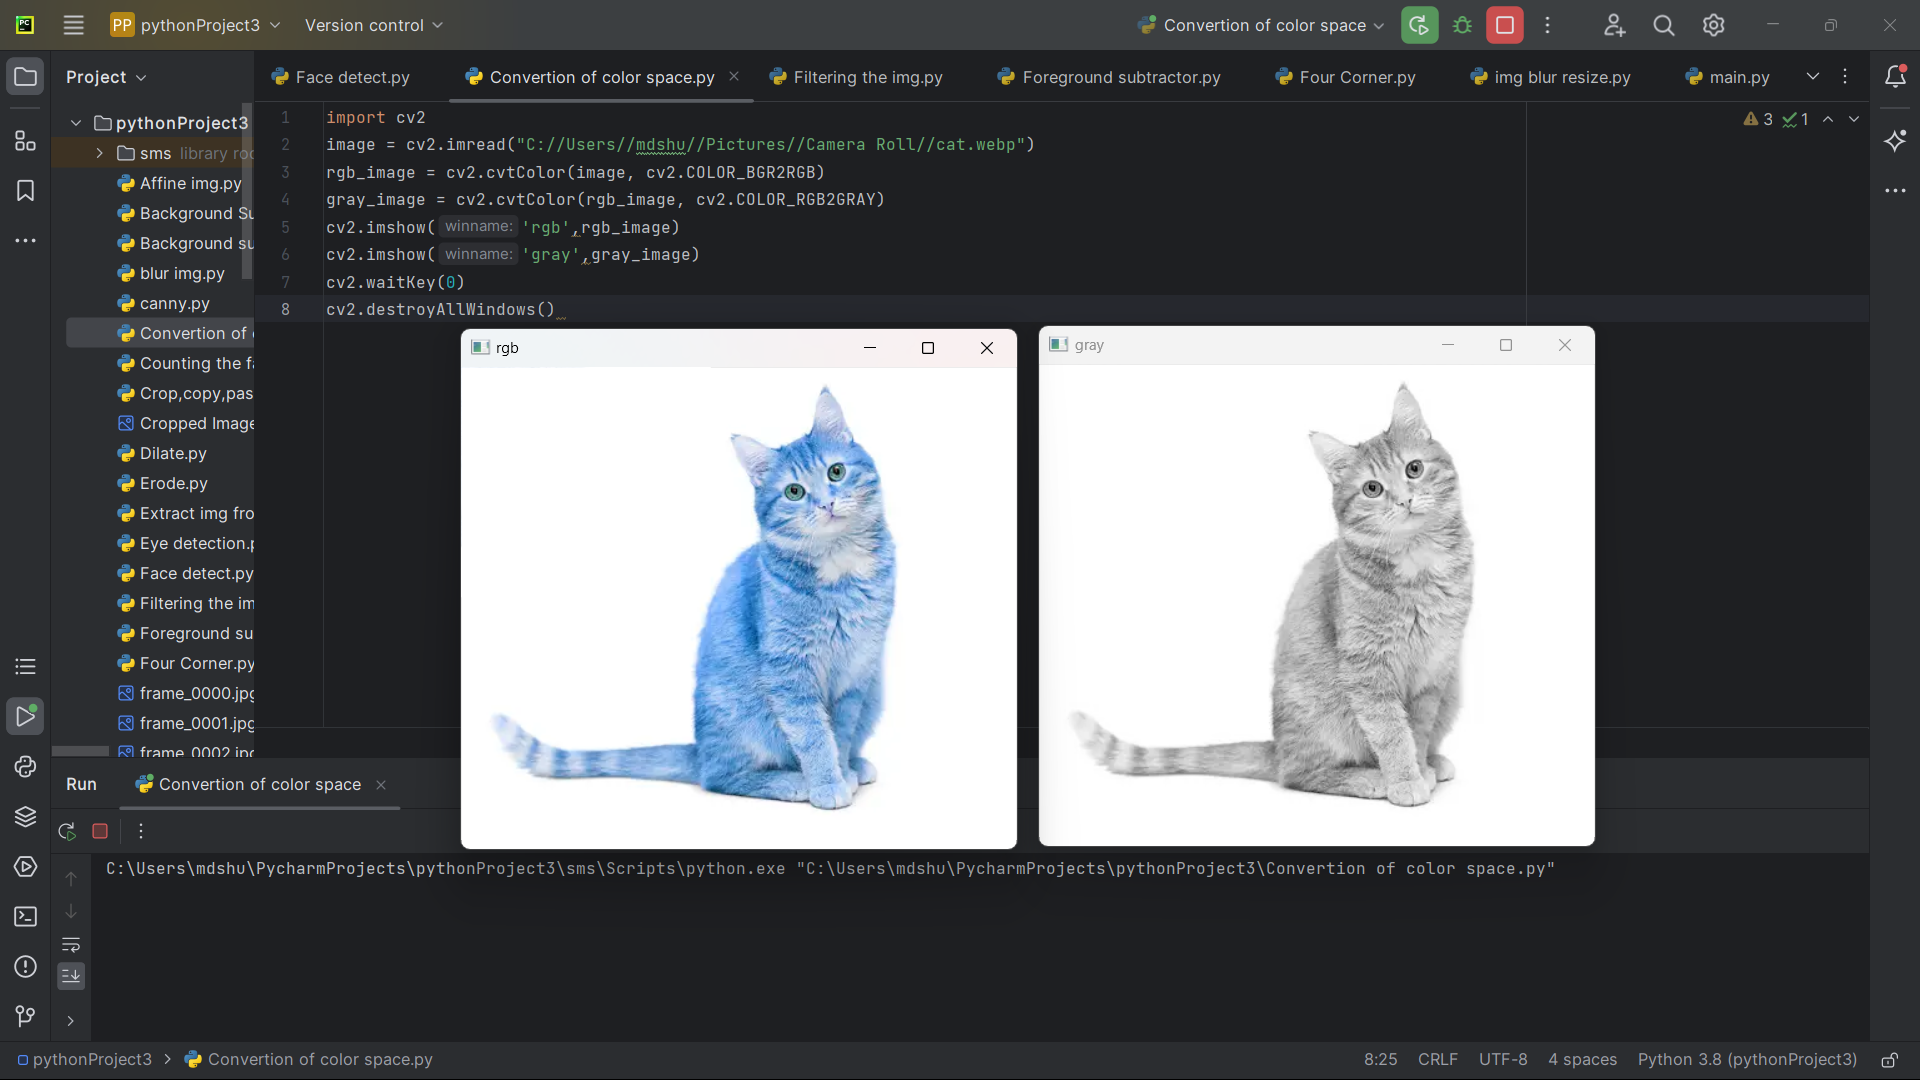 PC PP pythonProject3 Version control Convertion of color space
Project Face detect.py Convertion of color space.py Filtering the img.py Foreground subtractor.py Four Corner.py img blur resize.py main.py
pythonProject3
sms library roo
Affine img.py
Background Su
Background su
blur img.py
canny.py
Convertion of
Counting the fa
Crop,copy,pas
Cropped Image
Dilate.py
Erode.py
Extract img fro
Eye detection.p
Face detect.py
Filtering the im
Foreground su
Four Corner.py
frame_0000.jpg
frame_0001.jpg
frame_0002.jpg
3 1
1 import cv2
2 image = cv2.imread("C://Users//mdshu//Pictures//Camera Roll//cat.webp")
3 rgb_image = cv2.cvtColor(image, cv2.COLOR_BGR2RGB)
4 gray_image = cv2.cvtColor(rgb_image, cv2.COLOR_RGB2GRAY)
5 cv2.imshow( winname: 'rgb',rgb_image)
6 cv2.imshow( winname: 'gray',gray_image)
7 cv2.waitKey(0)
8 cv2.destroyAllWindows()
rgb
gray
Run Convertion of color space
C:\Users\mdshu\PycharmProjects\pythonProject3\sms\Scripts\python.exe "C:\Users\mdshu\PycharmProjects\pythonProject3\Convertion of color space.py"
pythonProject3 > Convertion of color space.py 8:25 CRLF UTF-8 4 spaces Python 3.8 (pythonProject3)